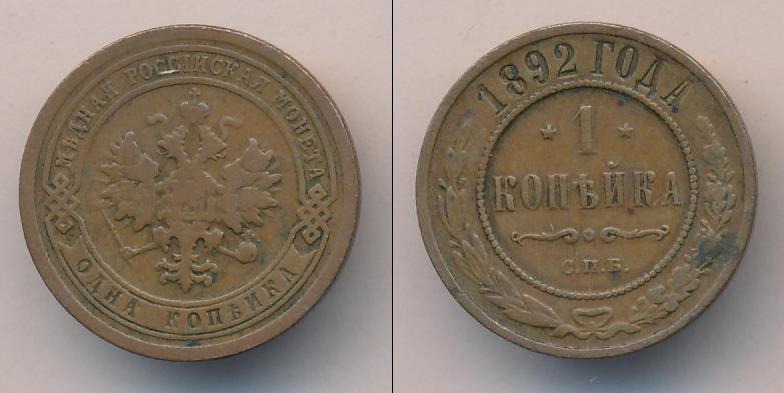 МѢДНАЯ РОССІЙСКАЯ МОНЕТА
ОДНА КОПѢЙКА
1892 ГОДА
1
КОПѢЙКА
С.П.Б.